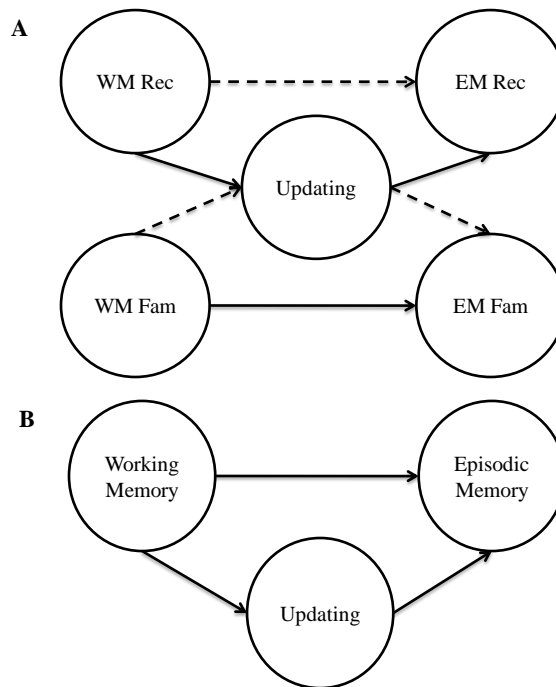 A
WM Rec
EM Rec
Updating
WM Fam
EM Fam
B
Working
Memory
Episodic
Memory
Updating